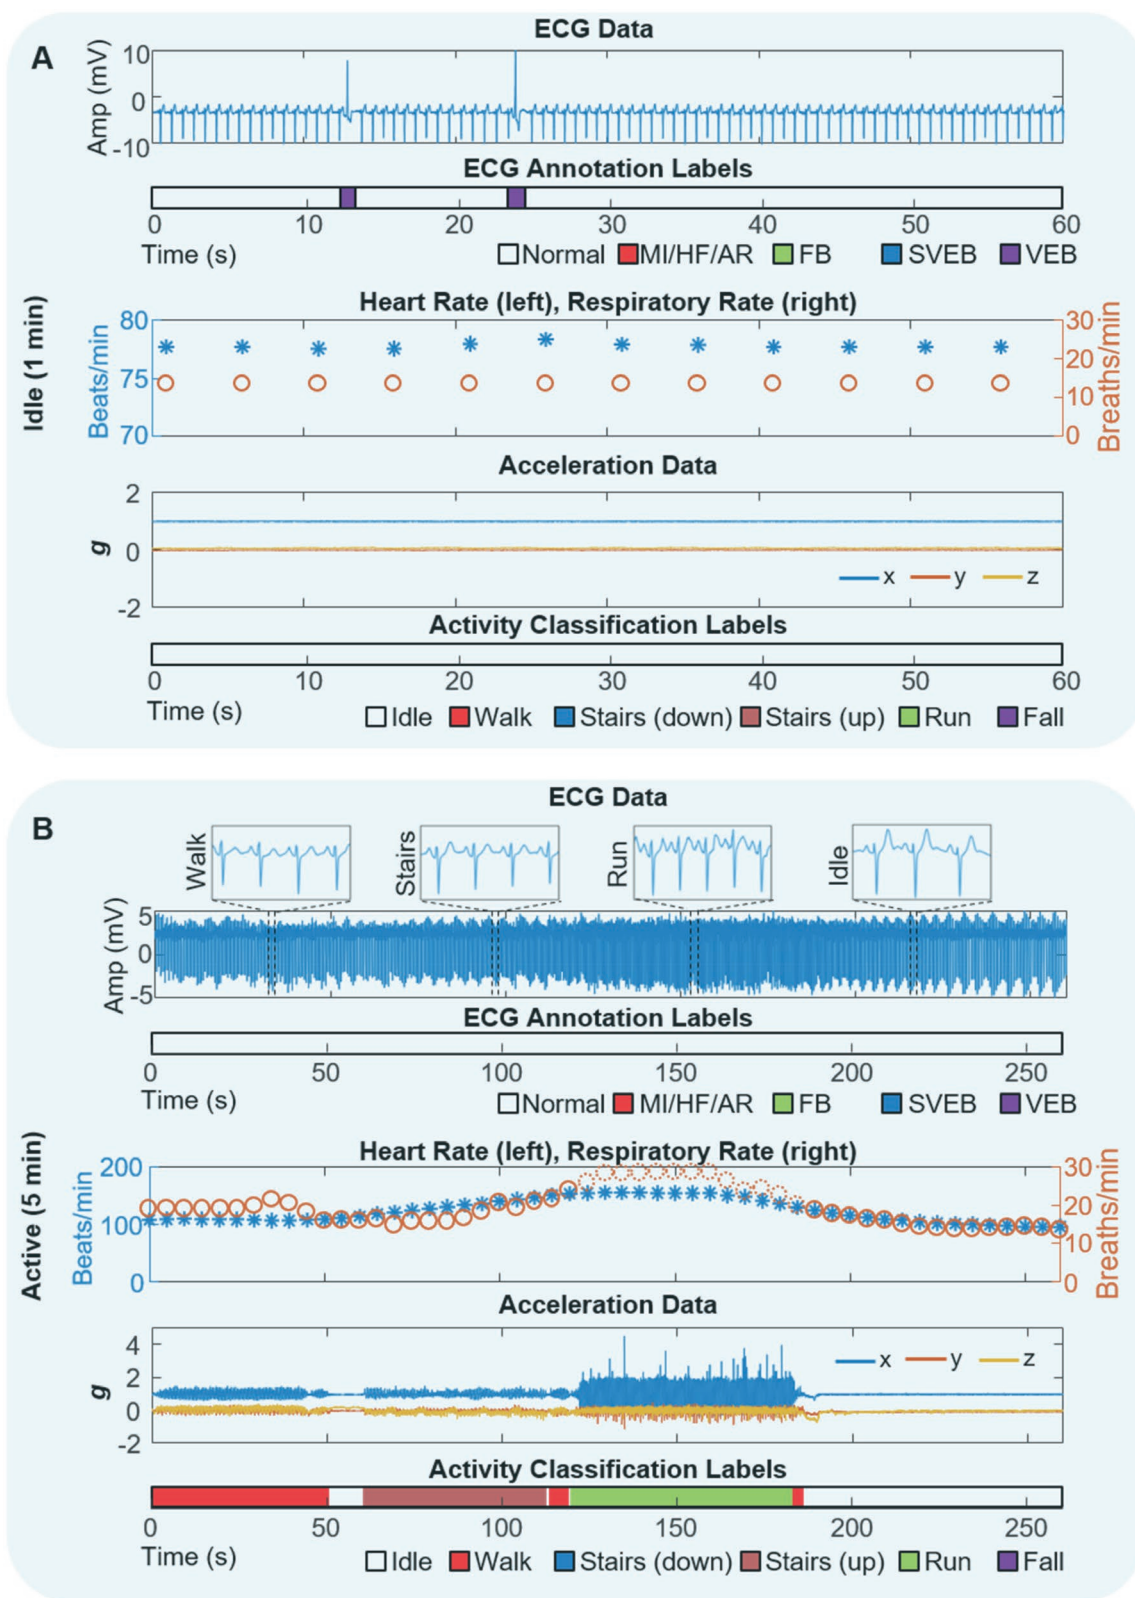 A
ECG Data
Amp (mV)
10
0
-10
ECG Annotation Labels
0 10 20 30 40 50 60
Time (s)
Normal MI/HF/AR FB SVEB VEB
Idle (1 min)
Heart Rate (left), Respiratory Rate (right)
Beats/min
80
75
70
30
20
10
0
Breaths/min
Acceleration Data
g
2
0
-2
x y z
Activity Classification Labels
0 10 20 30 40 50 60
Time (s)
Idle Walk Stairs (down) Stairs (up) Run Fall
B
ECG Data
Walk
Stairs
Run
Idle
Amp (mV)
5
0
-5
ECG Annotation Labels
0 50 100 150 200 250
Time (s)
Normal MI/HF/AR FB SVEB VEB
Active (5 min)
Heart Rate (left), Respiratory Rate (right)
Beats/min
200
100
0
30
20
10
0
Breaths/min
Acceleration Data
g
4
2
0
-2
x y z
Activity Classification Labels
0 50 100 150 200 250
Time (s)
Idle Walk Stairs (down) Stairs (up) Run Fall